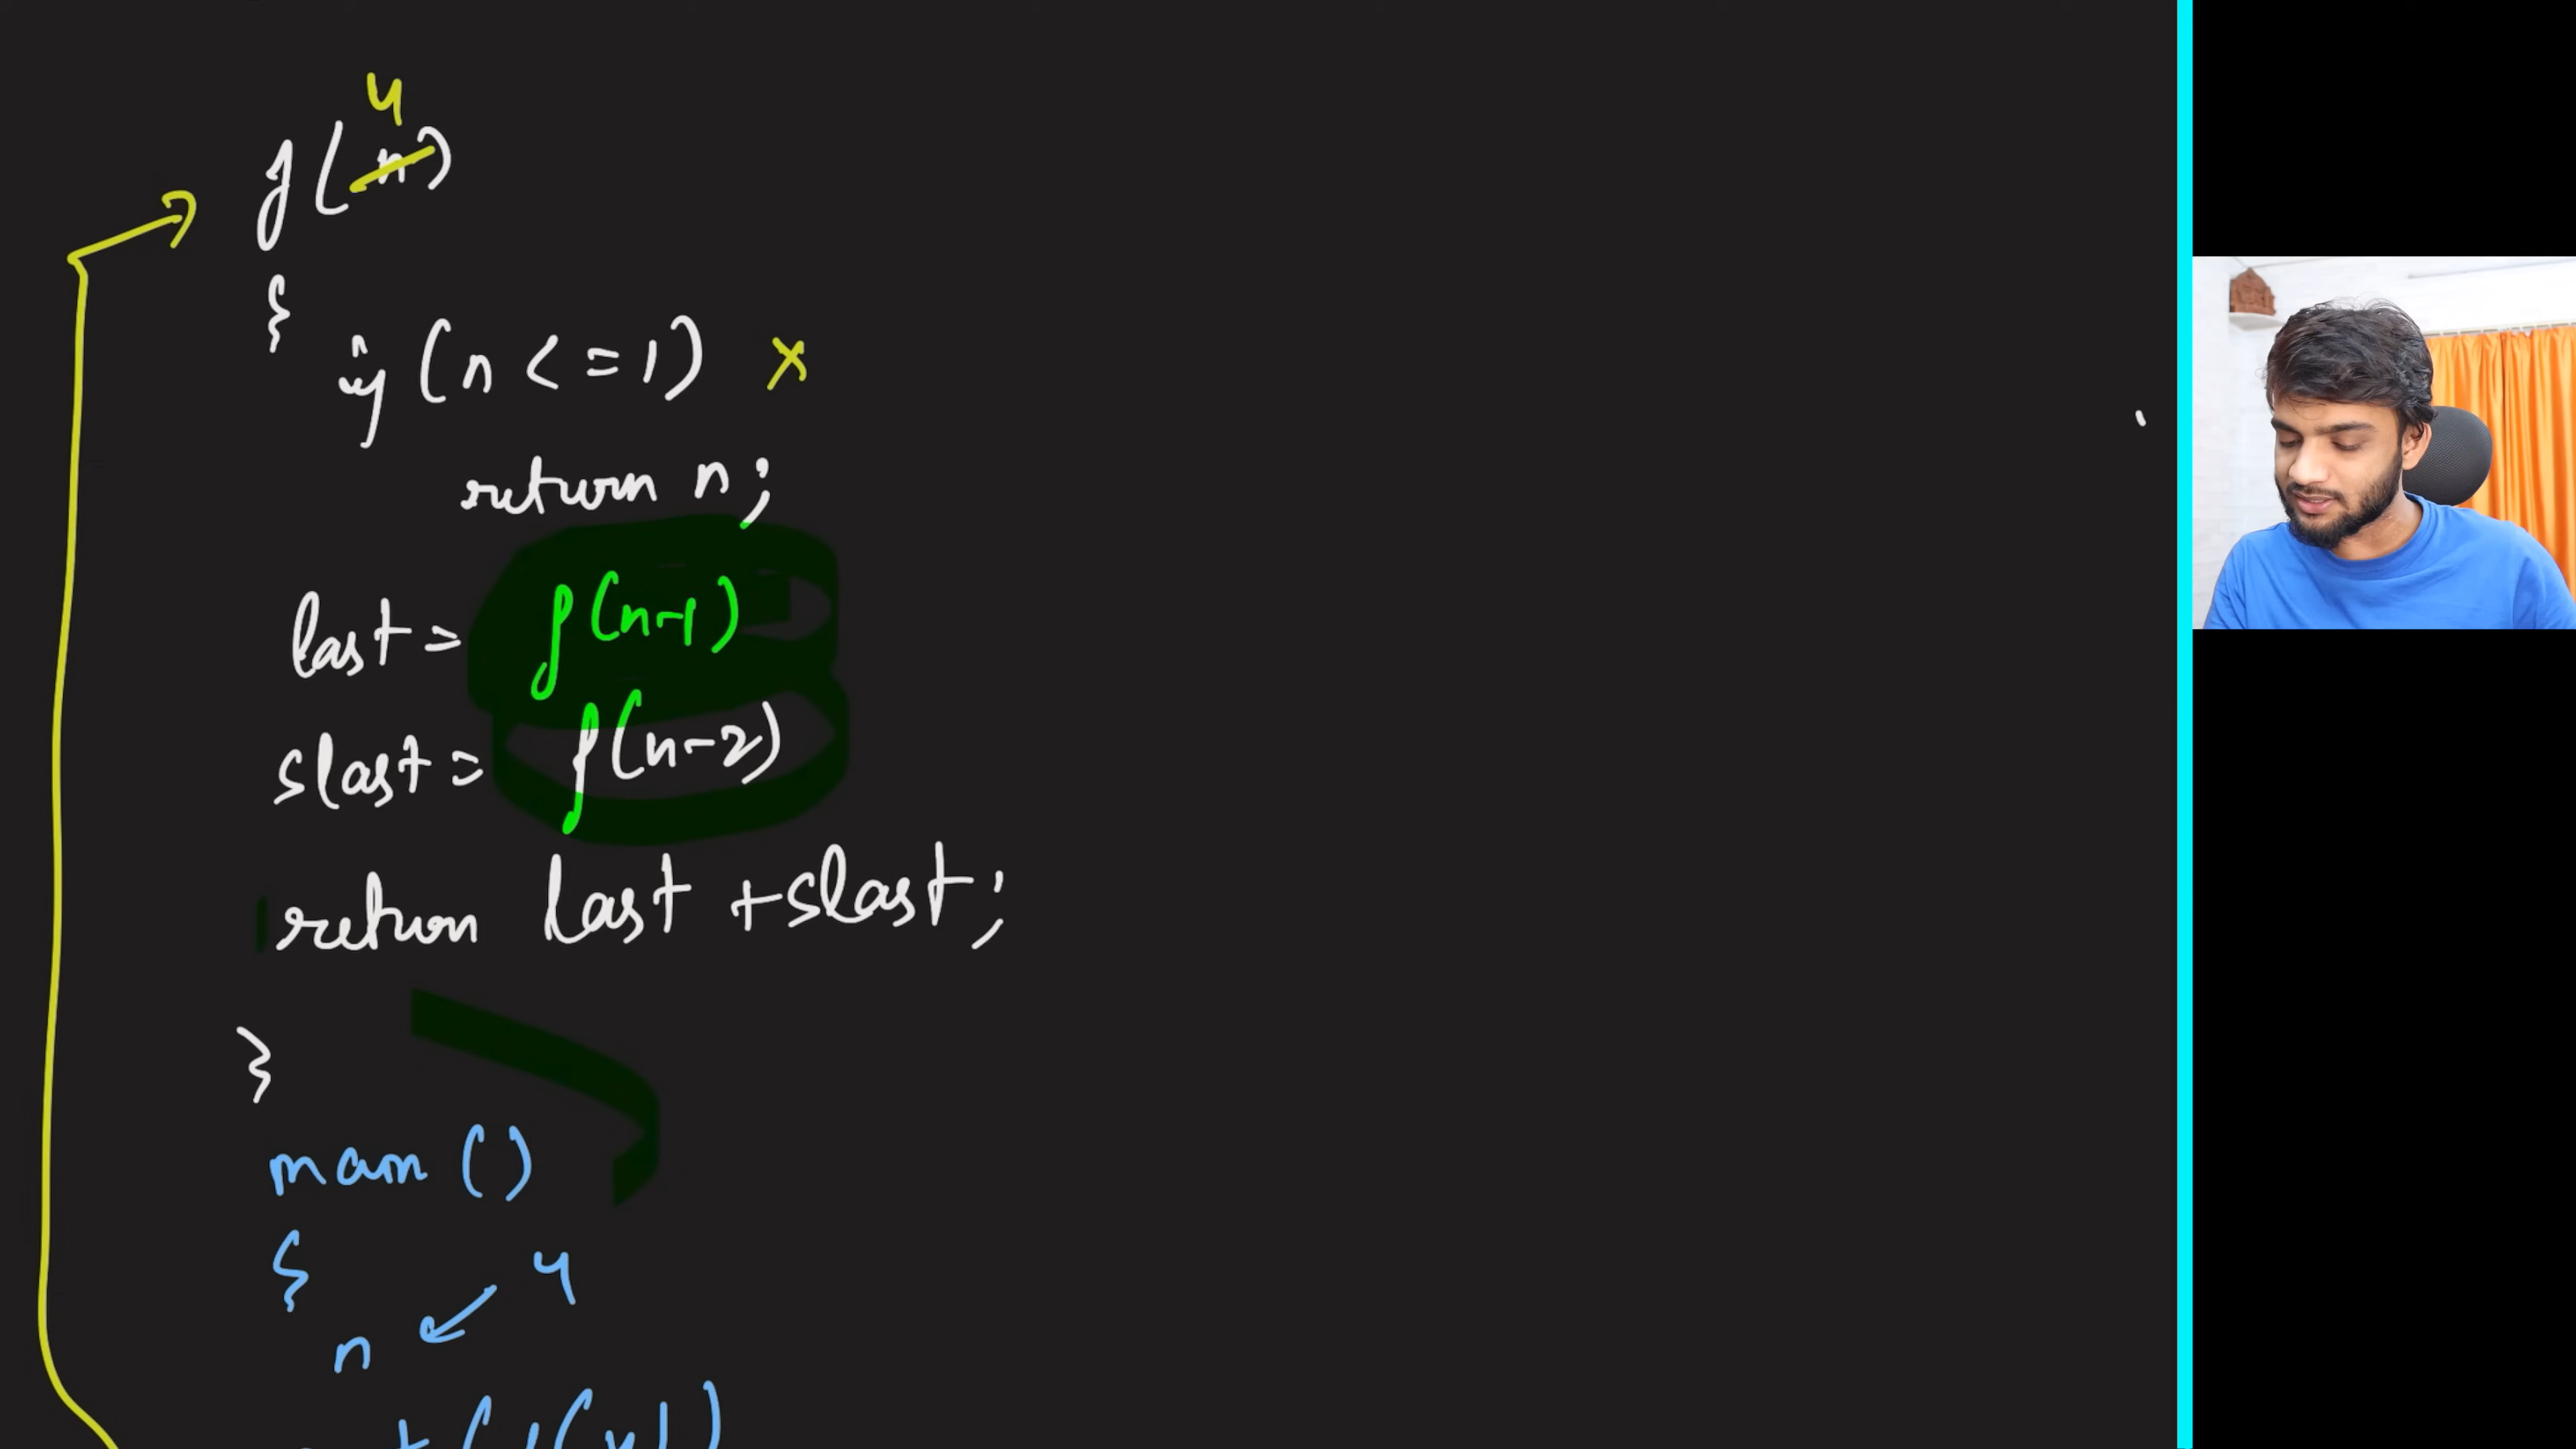 4
f(n)
{
if (n <= 1) x
return n;
last = f(n-1)
slast = f(n-2)
return last + slast;
}
main ()
{
n 4